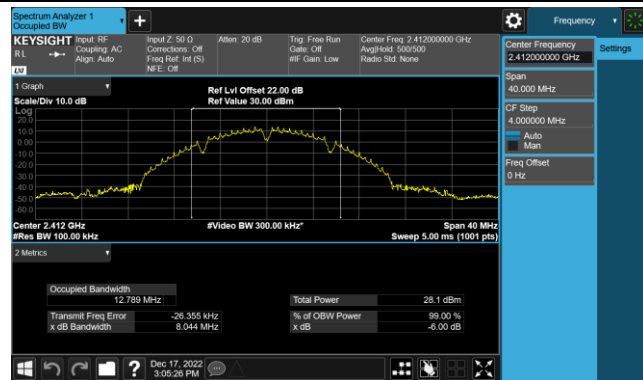 Spectrum Analyzer 1
Occupied BW
Frequency
KEYSIGHT
RL
Input: RF
Coupling: AC
Align: Auto
Input Z: 50 Ω
Corrections: Off
Freq Ref: Int (S)
NFE: Off
Atten: 20 dB
Trig: Free Run
Gate: Off
#IF Gain: Low
Center Freq: 2.412000000 GHz
Avg|Hold: 500/500
Radio Std: None
LXI
1 Graph
Scale/Div 10.0 dB
Ref Lvl Offset 22.00 dB
Ref Value 30.00 dBm
Log
20.0
10.0
0.00
-10.0
-20.0
-30.0
-40.0
-50.0
-60.0
Center 2.412 GHz
#Res BW 100.00 kHz
#Video BW 300.00 kHz*
Span 40 MHz
Sweep 5.00 ms (1001 pts)
2 Metrics
Occupied Bandwidth
12.789 MHz
Total Power
28.1 dBm
Transmit Freq Error
-26.355 kHz
% of OBW Power
99.00 %
x dB Bandwidth
8.044 MHz
x dB
-6.00 dB
Dec 17, 2022
3:05:26 PM
Center Frequency
2.412000000 GHz
Span
40.000 MHz
CF Step
4.000000 MHz
Auto
Man
Freq Offset
0 Hz
Settings